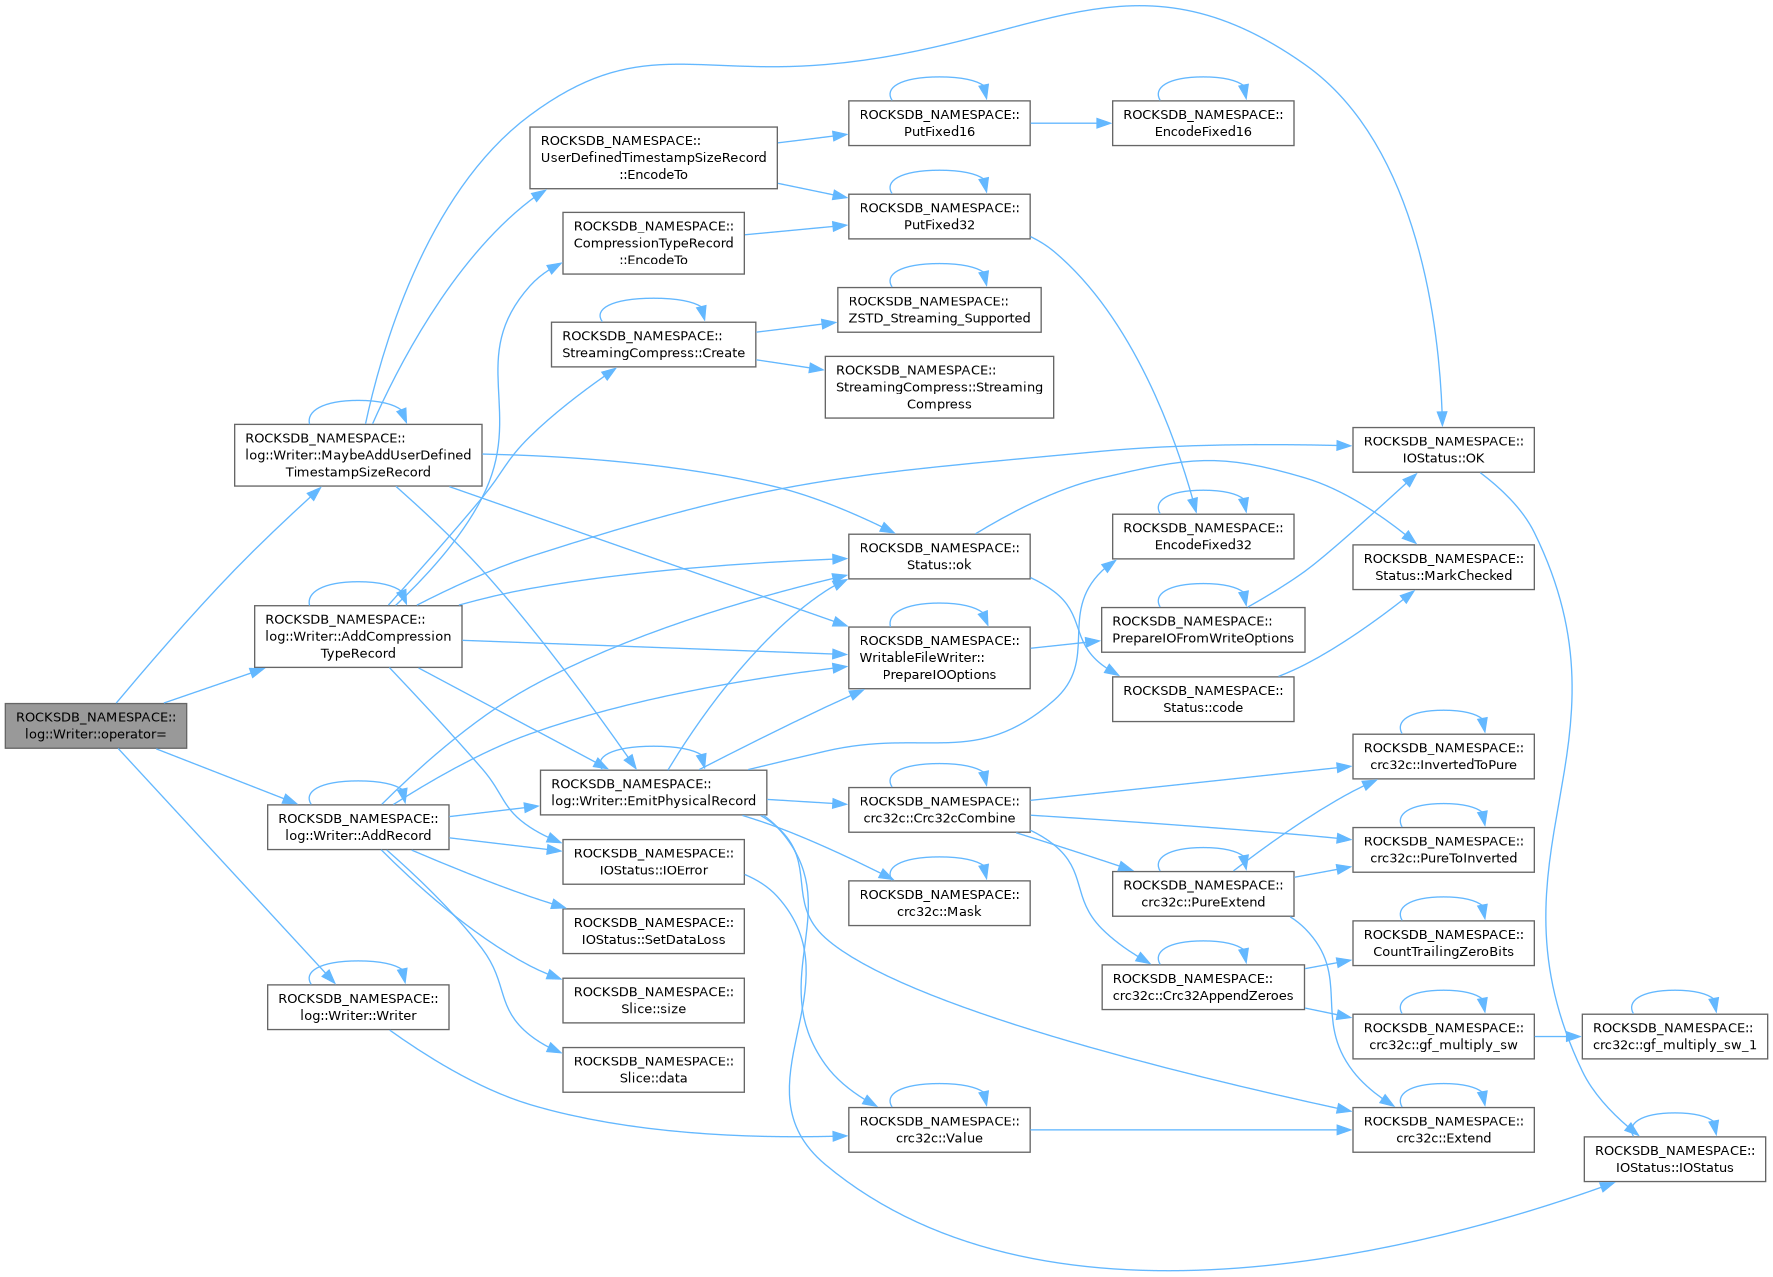 ROCKSDB_NAMESPACE::
log::Writer::operator=
ROCKSDB_NAMESPACE::
log::Writer::MaybeAddUserDefined
TimestampSizeRecord
ROCKSDB_NAMESPACE::
log::Writer::AddCompression
TypeRecord
ROCKSDB_NAMESPACE::
log::Writer::AddRecord
ROCKSDB_NAMESPACE::
log::Writer::Writer
ROCKSDB_NAMESPACE::
UserDefinedTimestampSizeRecord
::EncodeTo
ROCKSDB_NAMESPACE::
CompressionTypeRecord
::EncodeTo
ROCKSDB_NAMESPACE::
StreamingCompress::Create
ROCKSDB_NAMESPACE::
log::Writer::EmitPhysicalRecord
ROCKSDB_NAMESPACE::
IOStatus::IOError
ROCKSDB_NAMESPACE::
IOStatus::SetDataLoss
ROCKSDB_NAMESPACE::
Slice::size
ROCKSDB_NAMESPACE::
Slice::data
ROCKSDB_NAMESPACE::
PutFixed16
ROCKSDB_NAMESPACE::
PutFixed32
ROCKSDB_NAMESPACE::
ZSTD_Streaming_Supported
ROCKSDB_NAMESPACE::
StreamingCompress::Streaming
Compress
ROCKSDB_NAMESPACE::
Status::ok
ROCKSDB_NAMESPACE::
WritableFileWriter::
PrepareIOOptions
ROCKSDB_NAMESPACE::
crc32c::Crc32cCombine
ROCKSDB_NAMESPACE::
crc32c::Mask
ROCKSDB_NAMESPACE::
crc32c::Value
ROCKSDB_NAMESPACE::
EncodeFixed16
ROCKSDB_NAMESPACE::
EncodeFixed32
ROCKSDB_NAMESPACE::
PrepareIOFromWriteOptions
ROCKSDB_NAMESPACE::
Status::code
ROCKSDB_NAMESPACE::
crc32c::PureExtend
ROCKSDB_NAMESPACE::
crc32c::Crc32AppendZeroes
ROCKSDB_NAMESPACE::
IOStatus::OK
ROCKSDB_NAMESPACE::
Status::MarkChecked
ROCKSDB_NAMESPACE::
crc32c::InvertedToPure
ROCKSDB_NAMESPACE::
crc32c::PureToInverted
ROCKSDB_NAMESPACE::
CountTrailingZeroBits
ROCKSDB_NAMESPACE::
crc32c::gf_multiply_sw
ROCKSDB_NAMESPACE::
crc32c::Extend
ROCKSDB_NAMESPACE::
crc32c::gf_multiply_sw_1
ROCKSDB_NAMESPACE::
IOStatus::IOStatus